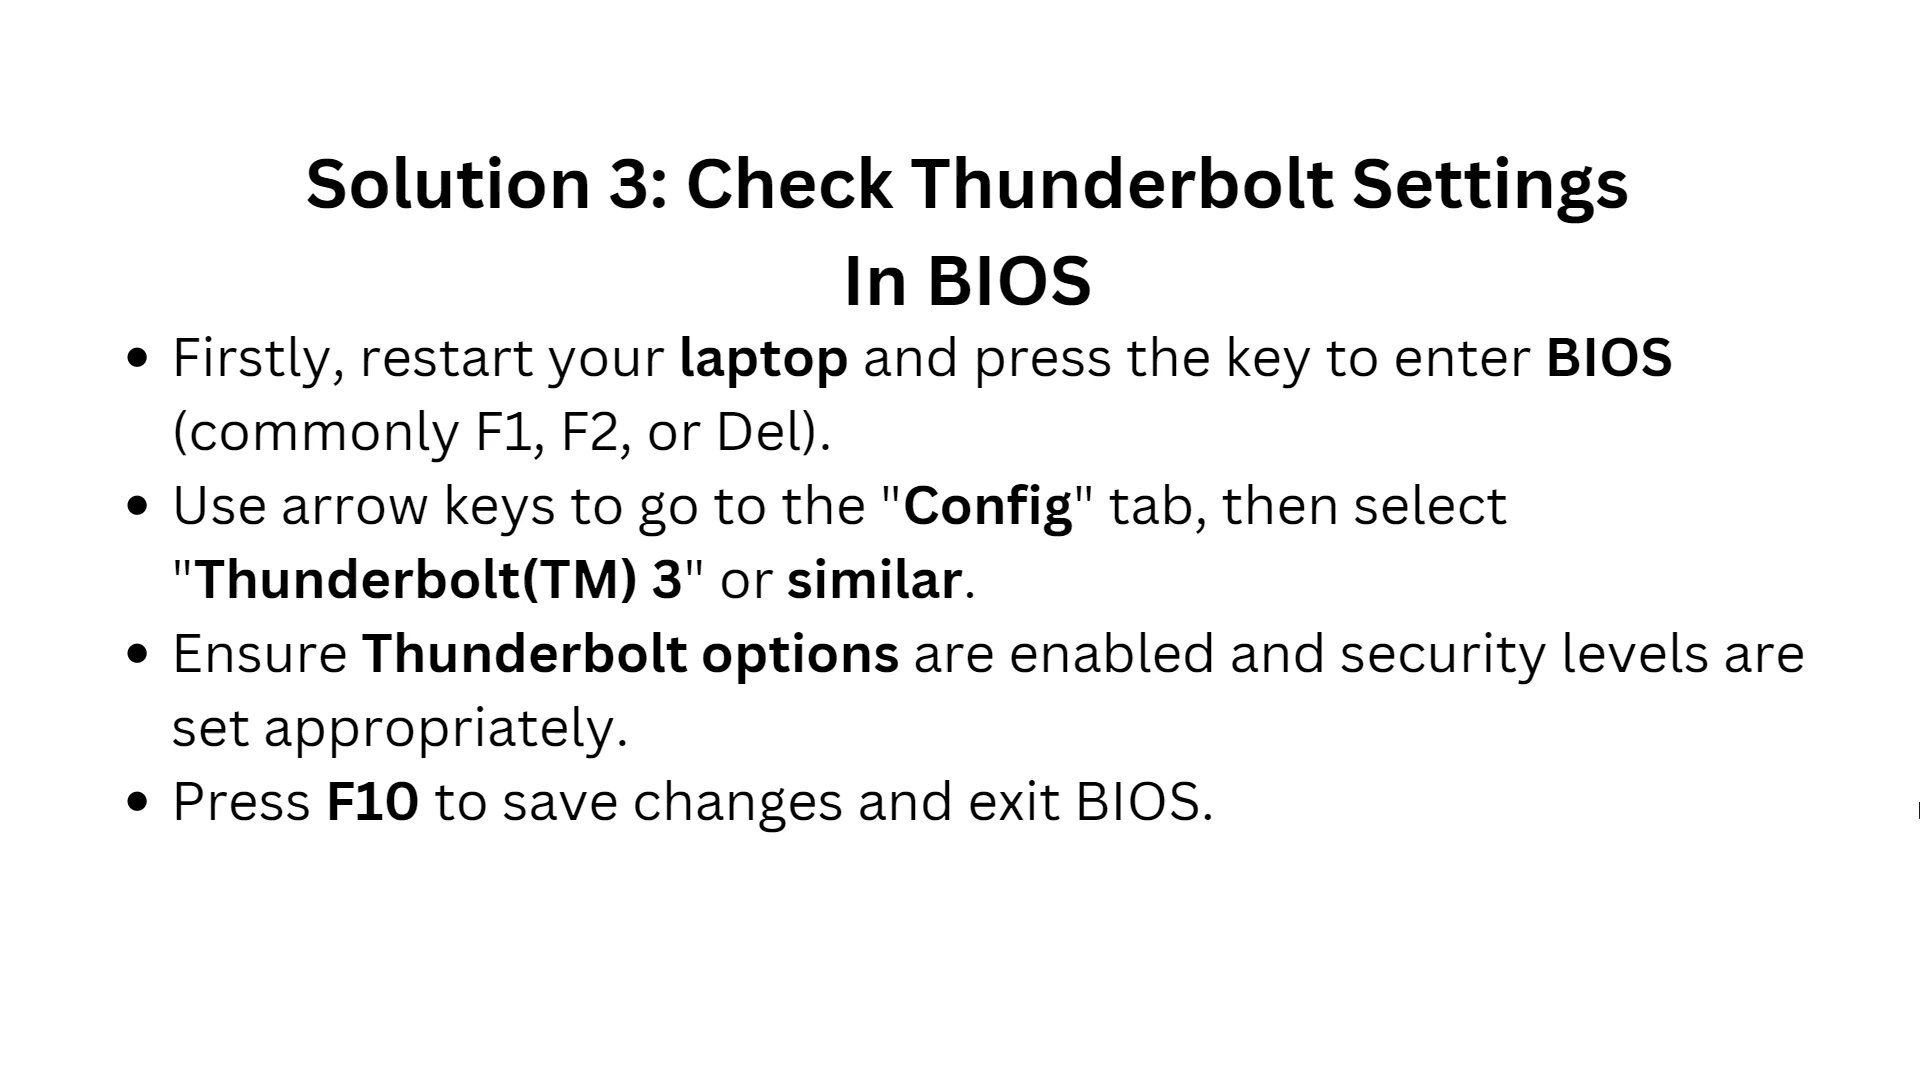 Solution 3: Check Thunderbolt Settings
In BIOS
• Firstly, restart your laptop and press the key to enter BIOS
(commonly F1, F2, or Del).
• Use arrow keys to go to the "Config" tab, then select
"Thunderbolt(TM) 3" or similar.
• Ensure Thunderbolt options are enabled and security levels are
set appropriately.
• Press F10 to save changes and exit BIOS.